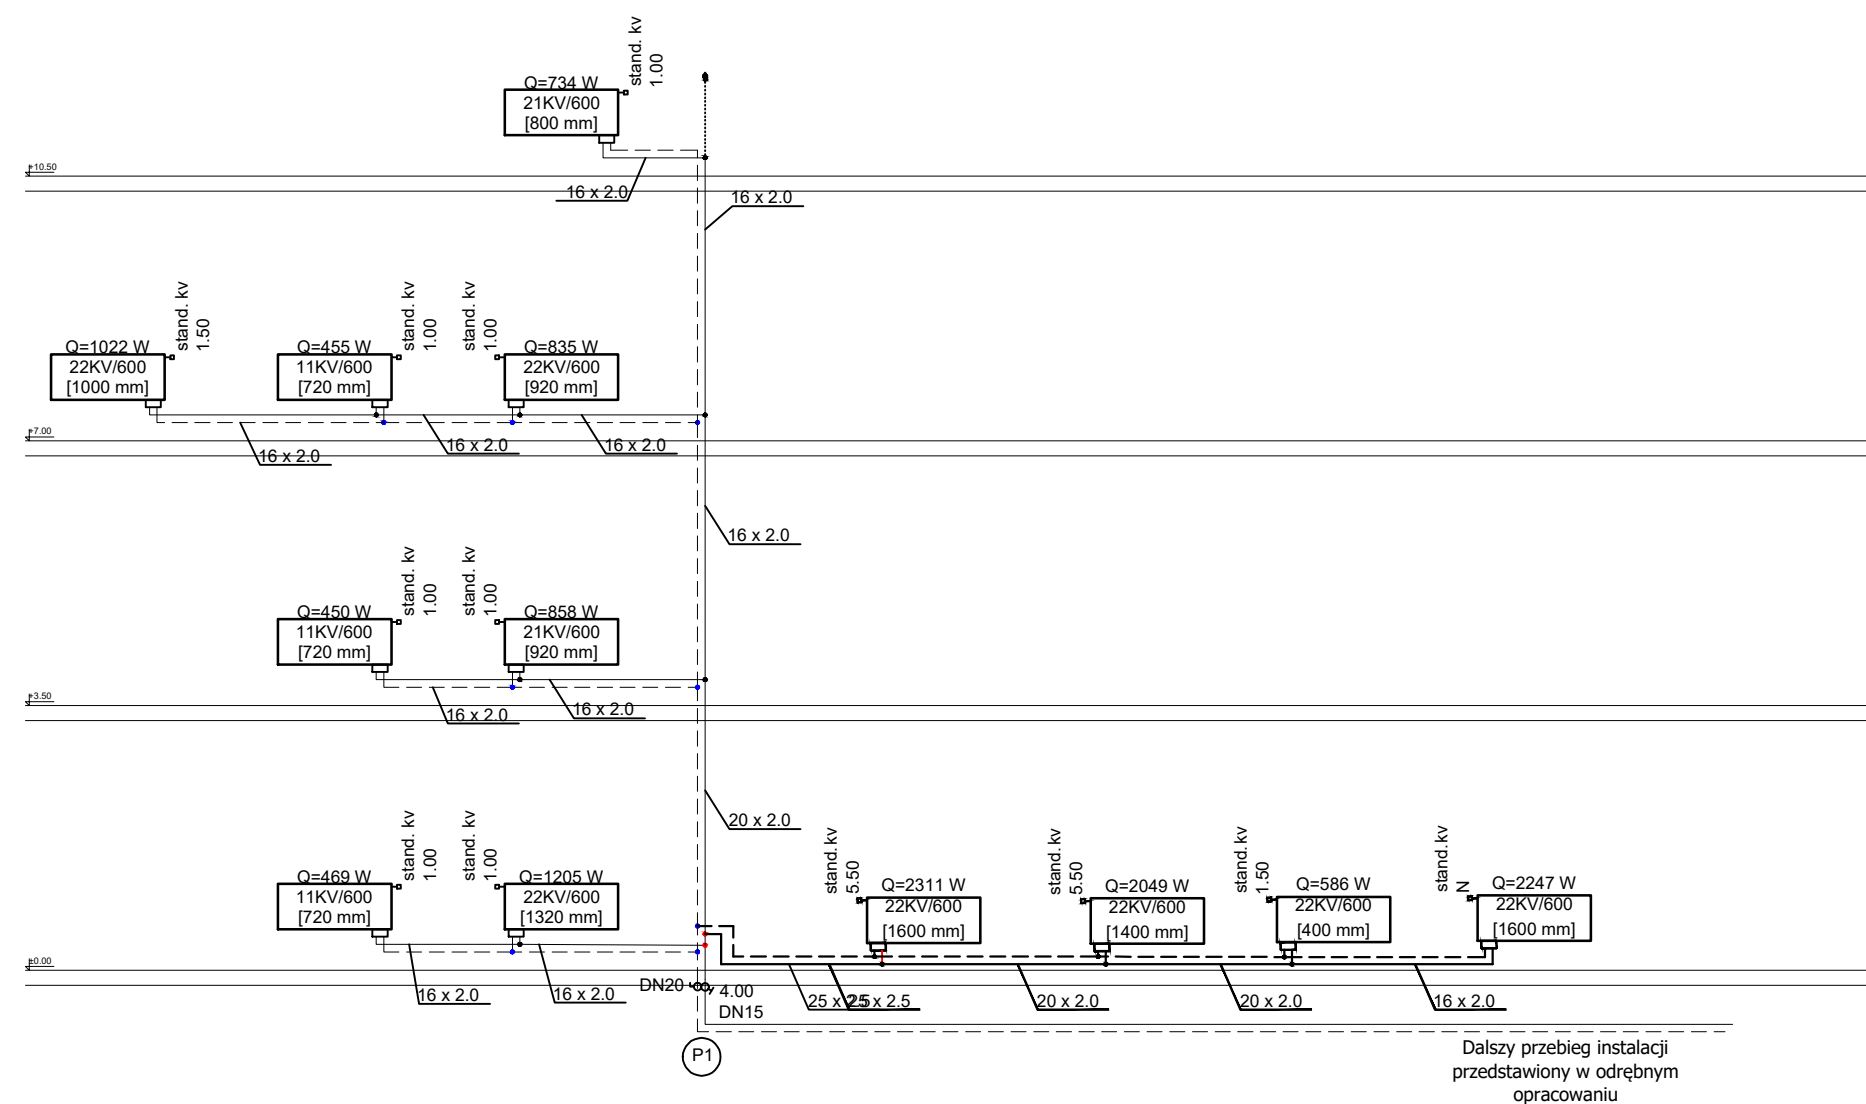 stand. kv
1.00
Q=734 W
21KV/600
[800 mm]
+10.50
16 x 2.0
16 x 2.0
stand. kv
1.50
stand. kv
1.00
stand. kv
1.00
Q=1022 W
22KV/600
[1000 mm]
Q=455 W
11KV/600
[720 mm]
Q=835 W
22KV/600
[920 mm]
+7.00
16 x 2.0
16 x 2.0
16 x 2.0
16 x 2.0
stand. kv
1.00
stand. kv
1.00
Q=450 W
11KV/600
[720 mm]
Q=858 W
21KV/600
[920 mm]
+3.50
16 x 2.0
16 x 2.0
20 x 2.0
stand. kv
1.00
stand. kv
1.00
Q=469 W
11KV/600
[720 mm]
Q=1205 W
22KV/600
[1320 mm]
stand. kv
5.50
Q=2311 W
22KV/600
[1600 mm]
stand. kv
5.50
Q=2049 W
22KV/600
[1400 mm]
stand. kv
1.50
Q=586 W
22KV/600
[400 mm]
stand. kv
N
Q=2247 W
22KV/600
[1600 mm]
±0.00
16 x 2.0
16 x 2.0
DN20
4.00
DN15
25 x 2.5
25 x 2.5
20 x 2.0
20 x 2.0
16 x 2.0
P1
Dalszy przebieg instalacji
przedstawiony w odrębnym
opracowaniu